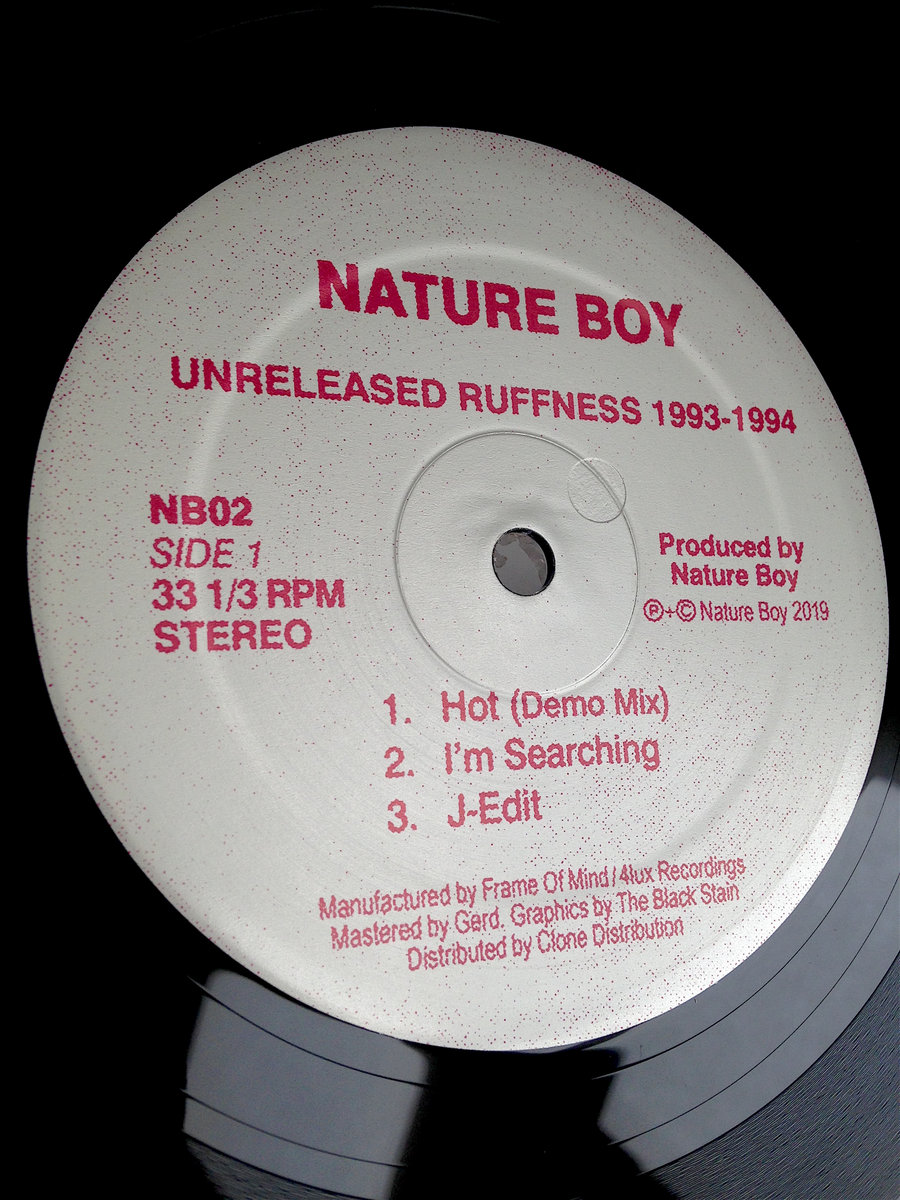 NATURE BOY
UNRELEASED RUFFNESS 1993-1994
NB02
SIDE 1
33 1/3 RPM
STEREO
Produced by
Nature Boy
℗+© Nature Boy 2019
1. Hot (Demo Mix)
2. I'm Searching
3. J-Edit
Manufactured by Frame Of Mind / 4lux Recordings
Mastered by Gerd. Graphics by The Black Stain
Distributed by Clone Distribution